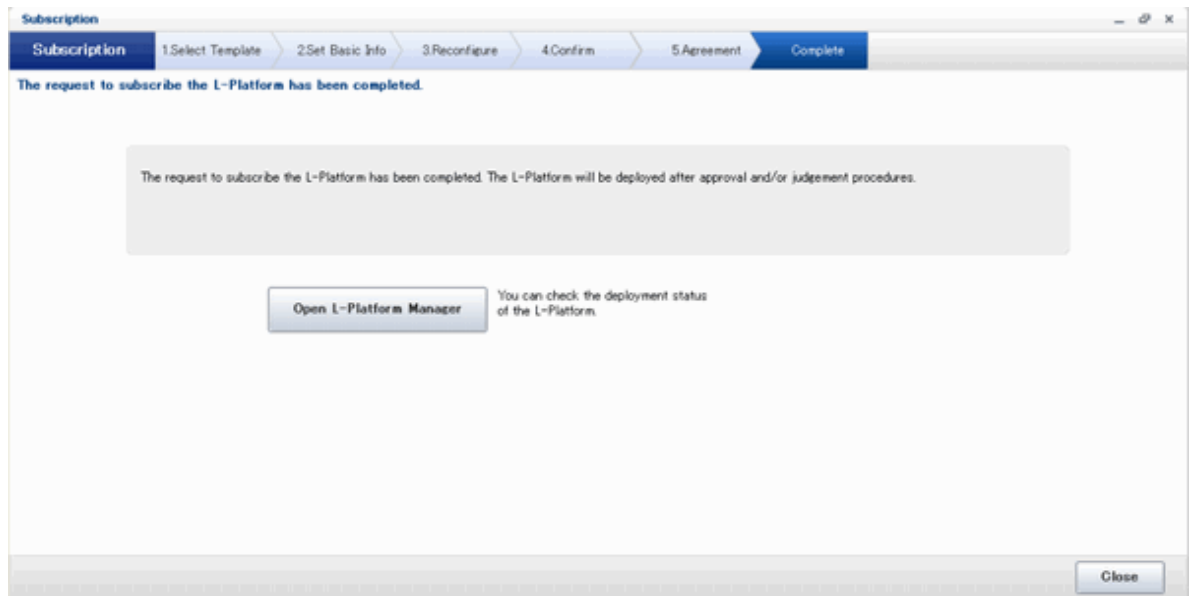 Subscription
Subscription 1.Select Template 2.Set Basic Info 3.Reconfigure 4.Confirm 5.Agreement Complete
The request to subscribe the L-Platform has been completed.
The request to subscribe the L-Platform has been completed. The L-Platform will be deployed after approval and/or judgement procedures.
Open L-Platform Manager
You can check the deployment status
of the L-Platform.
Close